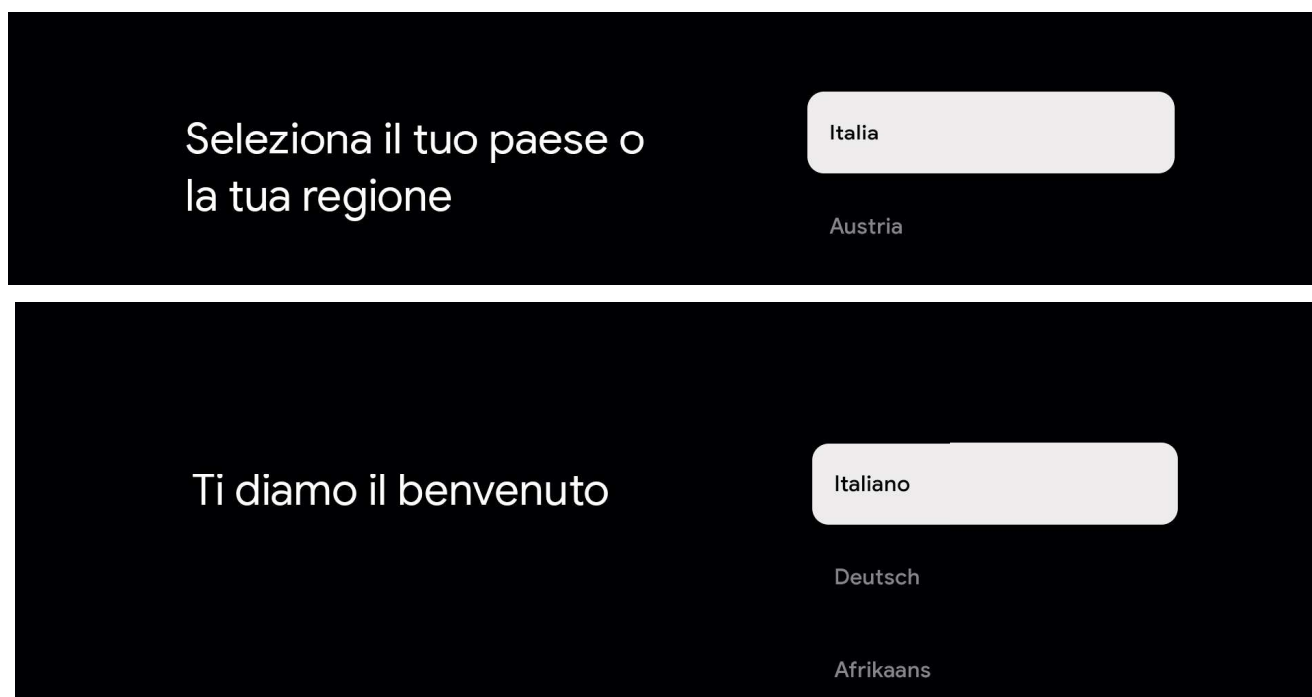 Seleziona il tuo paese o
la tua regione
Italia
Austria
Ti diamo il benvenuto
Italiano
Deutsch
Afrikaans